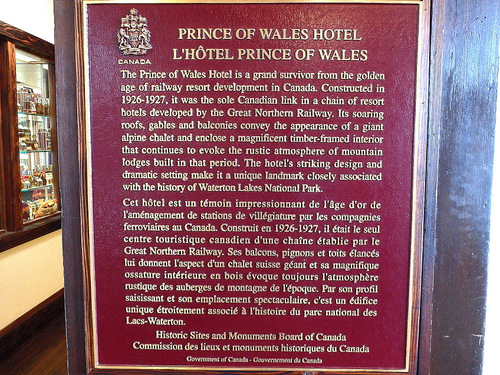 CANADA
PRINCE OF WALES HOTEL
L'HÔTEL PRINCE OF WALES
The Prince of Wales Hotel is a grand survivor from the golden
age of railway resort development in Canada. Constructed in
1926-1927, it was the sole Canadian link in a chain of resort
hotels developed by the Great Northern Railway. Its soaring
roofs, gables and balconies convey the appearance of a giant
alpine chalet and enclose a magnificent timber-framed interior
that continues to evoke the rustic atmosphere of mountain
lodges built in that period. The hotel's striking design and
dramatic setting make it a unique landmark closely associated
with the history of Waterton Lakes National Park.
Cet hôtel est un témoin impressionnant de l'âge d'or de
l'aménagement de stations de villégiature par les compagnies
ferroviaires au Canada. Construit en 1926-1927, il était le seul
centre touristique canadien d'une chaîne établie par le
Great Northern Railway. Ses balcons, pignons et toits élancés
lui donnent l'aspect d'un chalet suisse géant et sa magnifique
ossature intérieure en bois évoque toujours l'atmosphère
rustique des auberges de montagne de l'époque. Par son profil
saisissant et son emplacement spectaculaire, c'est un édifice
unique étroitement associé à l'histoire du parc national des
Lacs-Waterton.
Historic Sites and Monuments Board of Canada
Commission des lieux et monuments historiques du Canada
Government of Canada - Gouvernement du Canada